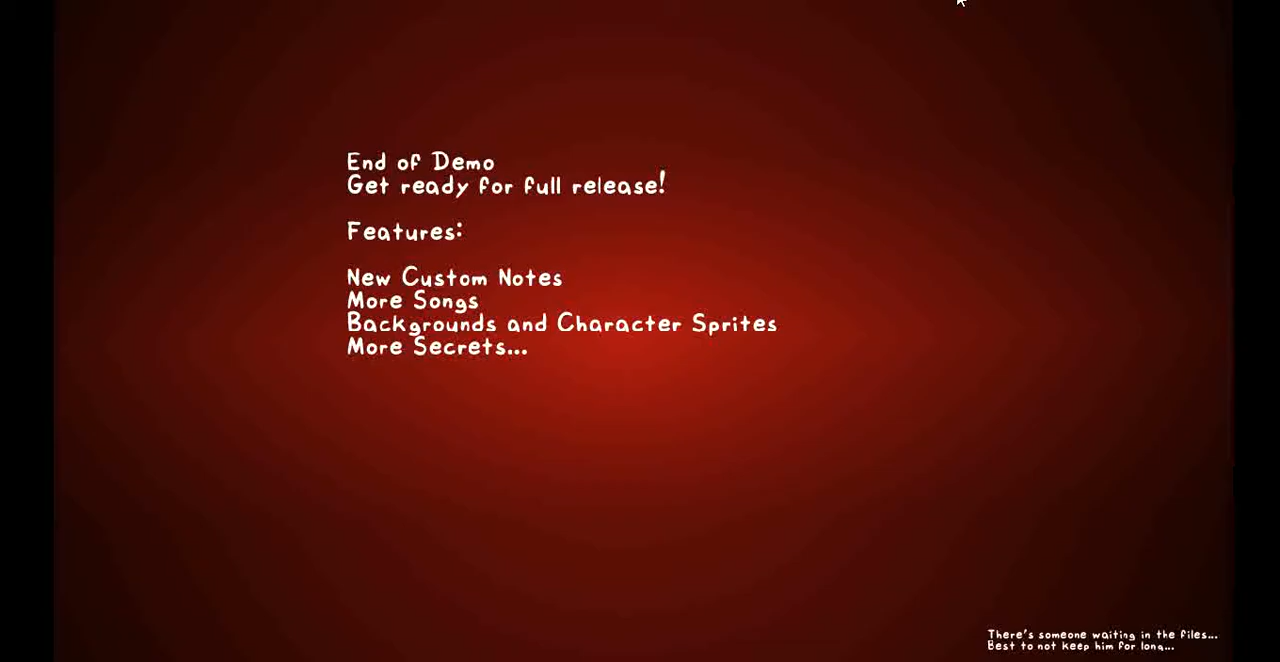 End of Demo
Get ready for full release!
Features:
New Custom Notes
More Songs
Backgrounds and Character Sprites
More Secrets...
There's someone waiting in the files...
Best to not keep him for long...